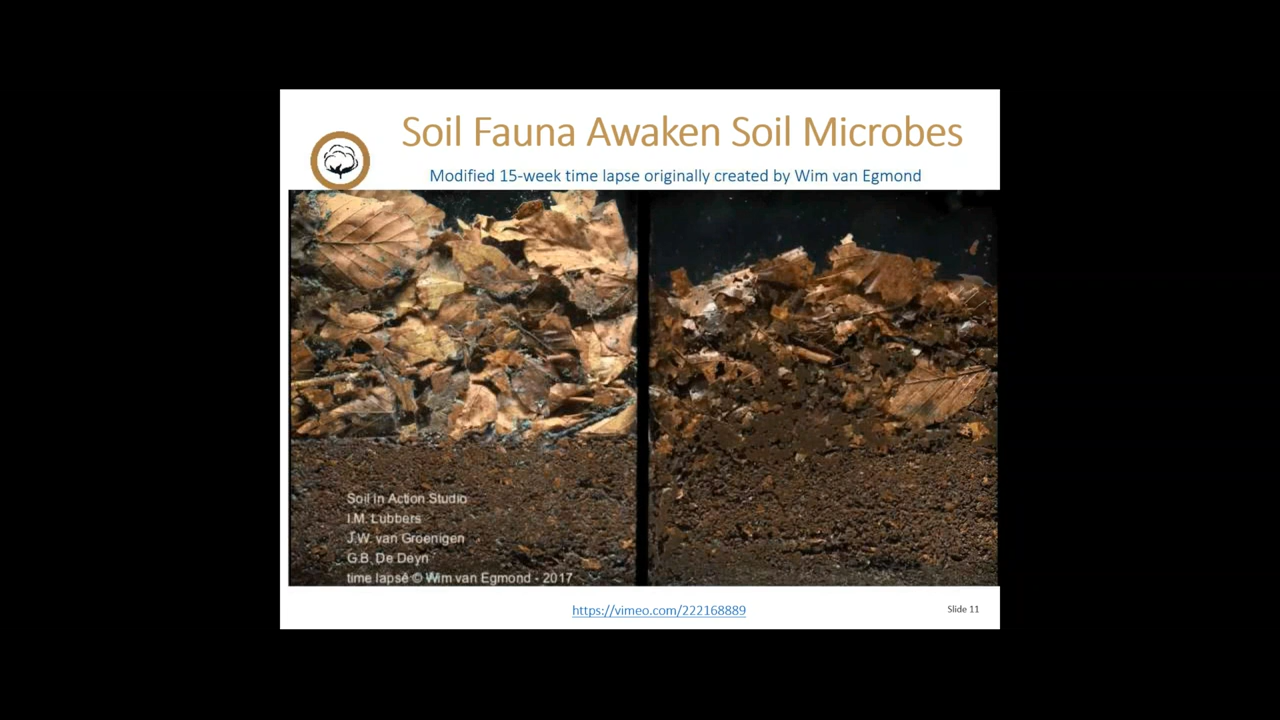 Soil Fauna Awaken Soil Microbes
Modified 15-week time lapse originally created by Wim van Egmond
Soil in Action Studio
I.M. Lubbers
J.W. van Groenigen
G.B. De Deyn
time lapse © Wim van Egmond - 2017
https://vimeo.com/222168889
Slide 11